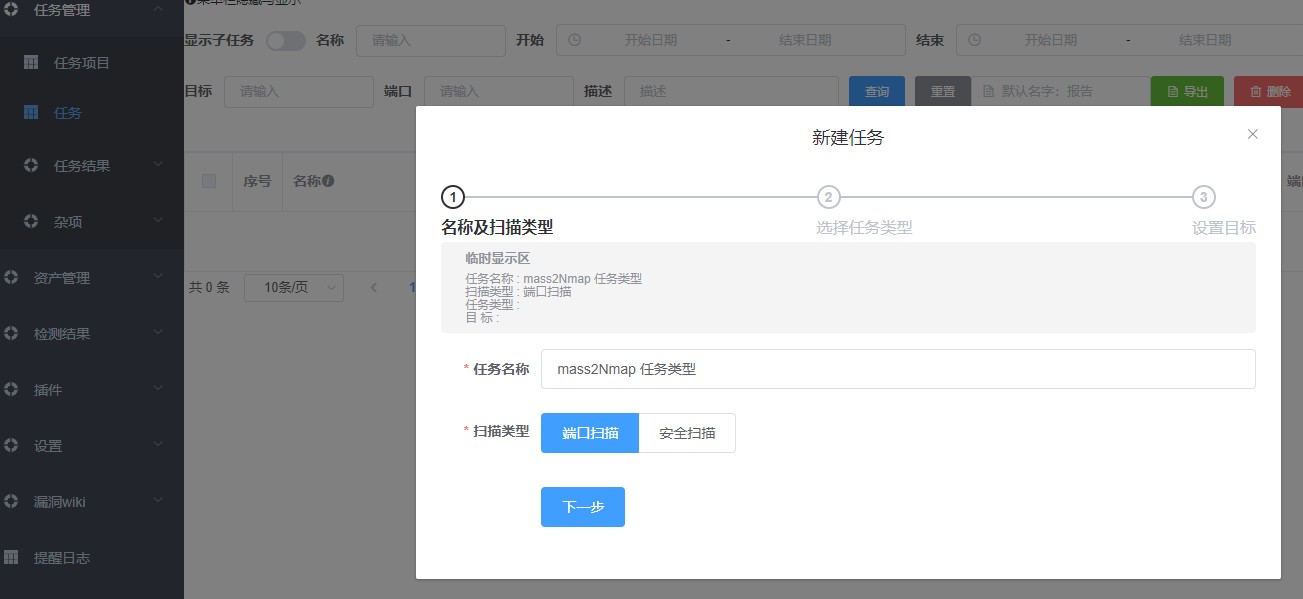 任务管理
任务项目
任务
任务结果
杂项
资产管理
检测结果
插件
设置
漏洞wiki
提醒日志
显示子任务 名称 请输入 开始 开始日期 - 结束日期 结束 开始日期 - 结束日期
目标 请输入 端口 请输入 描述 描述 查询 重置 默认名字：报告 导出 删除
序号 名称
共 0 条 10条/页 1
新建任务
1 2 3
名称及扫描类型 选择任务类型 设置目标
临时显示区
任务名称 : mass2Nmap 任务类型
扫描类型 : 端口扫描
任务类型 :
目 标 :
* 任务名称 mass2Nmap 任务类型
* 扫描类型 端口扫描 安全扫描
下一步